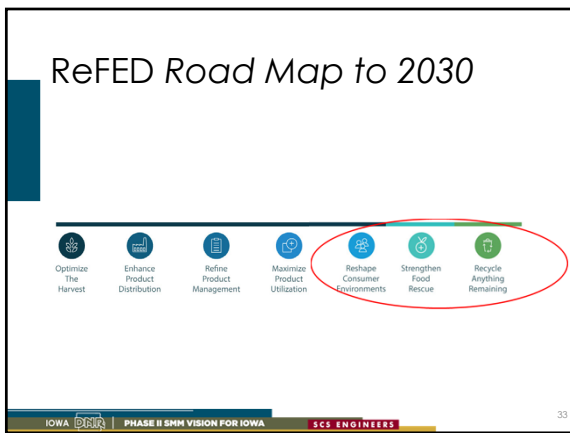 ReFED Road Map to 2030
Optimize
The
Harvest
Enhance
Product
Distribution
Refine
Product
Management
Maximize
Product
Utilization
Reshape
Consumer
Environments
Strengthen
Food
Rescue
Recycle
Anything
Remaining
33
IOWA DNR PHASE II SMM VISION FOR IOWA SCS ENGINEERS